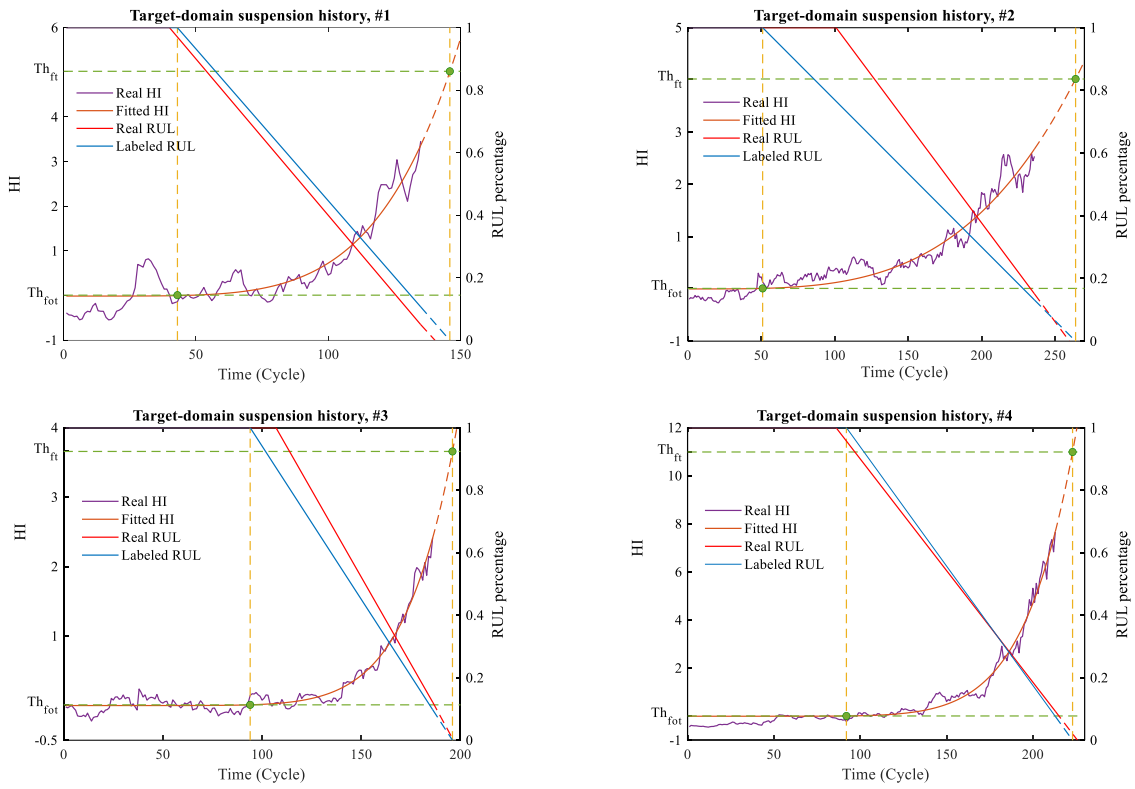 Target-domain suspension history, #1
6
Th_ft
4
3
1
Th_fot
-1
HI
Real HI
Fitted HI
Real RUL
Labeled RUL
1
0.8
0.6
0.4
0.2
0
RUL percentage
0
50
100
150
Time (Cycle)
Target-domain suspension history, #2
5
Th_ft
3
2
1
Th_fot
-1
HI
Real HI
Fitted HI
Real RUL
Labeled RUL
1
0.8
0.6
0.4
0.2
0
RUL percentage
0
50
100
150
200
250
Time (Cycle)
Target-domain suspension history, #3
4
Th_ft
3
2
1
Th_fot
-0.5
HI
Real HI
Fitted HI
Real RUL
Labeled RUL
1
0.8
0.6
0.4
0.2
0
RUL percentage
0
50
100
150
200
Time (Cycle)
Target-domain suspension history, #4
12
Th_ft
10
8
6
4
2
Th_fot
-1
HI
Real HI
Fitted HI
Real RUL
Labeled RUL
1
0.8
0.6
0.4
0.2
0
RUL percentage
0
50
100
150
200
Time (Cycle)